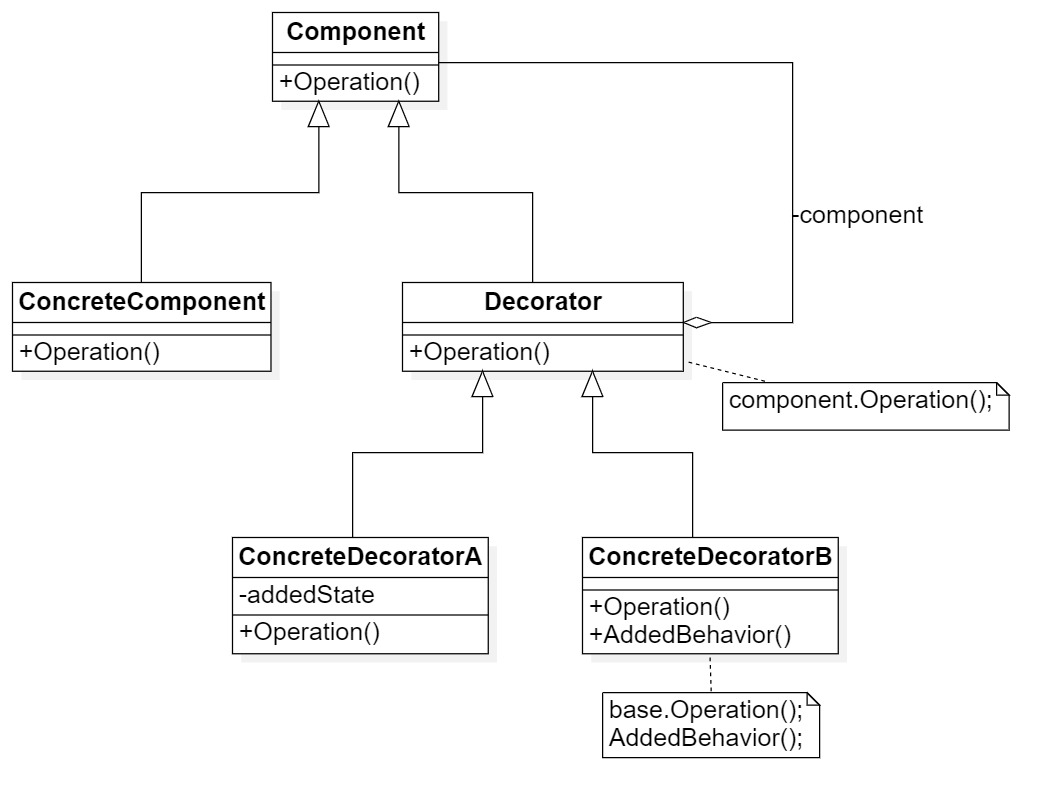 Component
+Operation()
-component
ConcreteComponent
+Operation()
Decorator
+Operation()
component.Operation();
ConcreteDecoratorA
-addedState
+Operation()
ConcreteDecoratorB
+Operation()
+AddedBehavior()
base.Operation();
AddedBehavior();